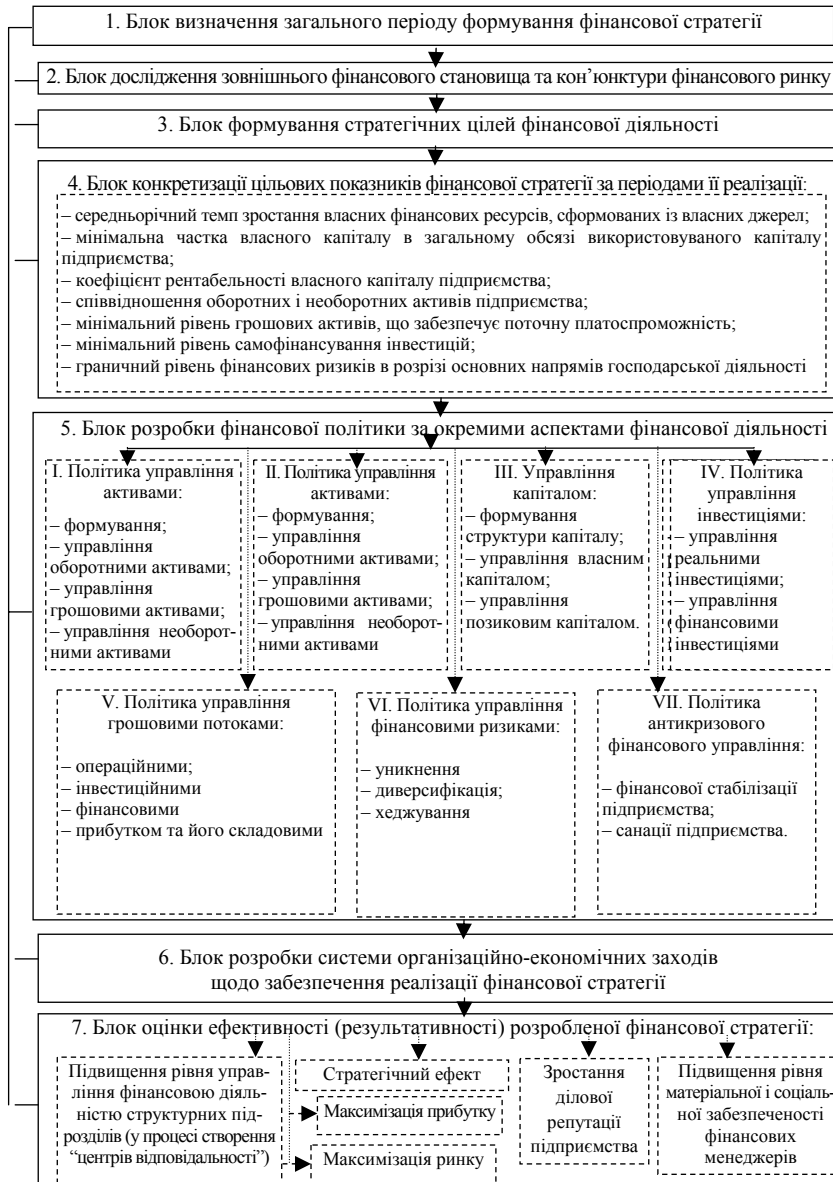 1. Блок визначення загального періоду формування фінансової стратегії
2. Блок дослідження зовнішнього фінансового становища та кон’юнктури фінансового ринку
3. Блок формування стратегічних цілей фінансової діяльності
4. Блок конкретизації цільових показників фінансової стратегії за періодами її реалізації:
– середньорічний темп зростання власних фінансових ресурсів, сформованих із власних джерел;
– мінімальна частка власного капіталу в загальному обсязі використовуваного капіталу
підприємства;
– коефіцієнт рентабельності власного капіталу підприємства;
– співвідношення оборотних і необоротних активів підприємства;
– мінімальний рівень грошових активів, що забезпечує поточну платоспроможність;
– мінімальний рівень самофінансування інвестицій;
– граничний рівень фінансових ризиків в розрізі основних напрямів господарської діяльності
5. Блок розробки фінансової політики за окремими аспектами фінансової діяльності
І. Політика управління
активами:
– формування;
– управління
оборотними активами;
– управління
грошовими активами;
– управління необорот-
ними активами
ІІ. Політика управління
активами:
– формування;
– управління
оборотними активами;
– управління
грошовими активами;
– управління необорот-
ними активами
ІІІ. Управління
капіталом:
– формування
структури капіталу;
– управління власним
капіталом;
– управління
позиковим капіталом.
IV. Політика
управління
інвестиціями:
– управління
реальними
інвестиціями;
– управління
фінансовими
інвестиціями
V. Політика управління
грошовими потоками:
– операційними;
– інвестиційними
– фінансовими
– прибутком та його складовими
VI. Політика управління
фінансовими ризиками:
– уникнення
– диверсифікація;
– хеджування
VII. Політика
антикризового
фінансового управління:
– фінансової стабілізації
підприємства;
– санації підприємства.
6. Блок розробки системи організаційно-економічних заходів
щодо забезпечення реалізації фінансової стратегії
7. Блок оцінки ефективності (результативності) розробленої фінансової стратегії:
Підвищення рівня управ-
ління фінансовою діяль-
ністю структурних під-
розділів (у процесі створення
“центрів відповідальності”)
Стратегічний ефект
Максимізація прибутку
Максимізація ринку
Зростання
ділової
репутації
підприємства
Підвищення рівня
матеріальної і соціаль-
ної забезпеченості
фінансових
менеджерів